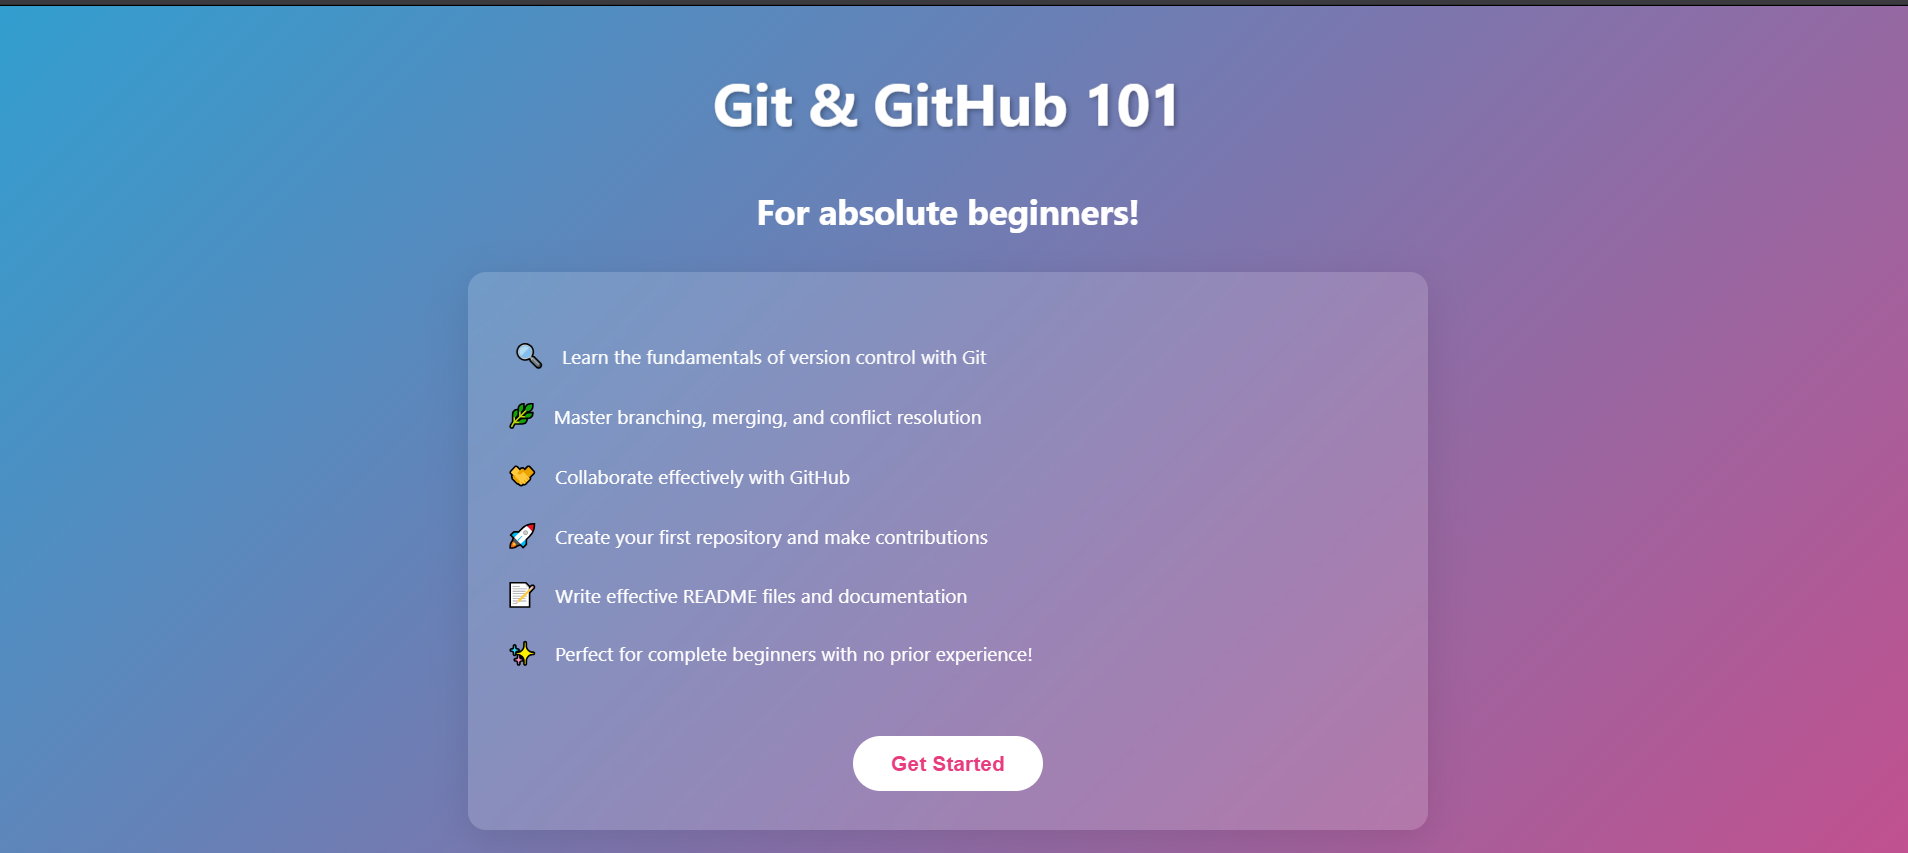 Git & GitHub 101
For absolute beginners!
Learn the fundamentals of version control with Git
Master branching, merging, and conflict resolution
Collaborate effectively with GitHub
Create your first repository and make contributions
Write effective README files and documentation
Perfect for complete beginners with no prior experience!
Get Started